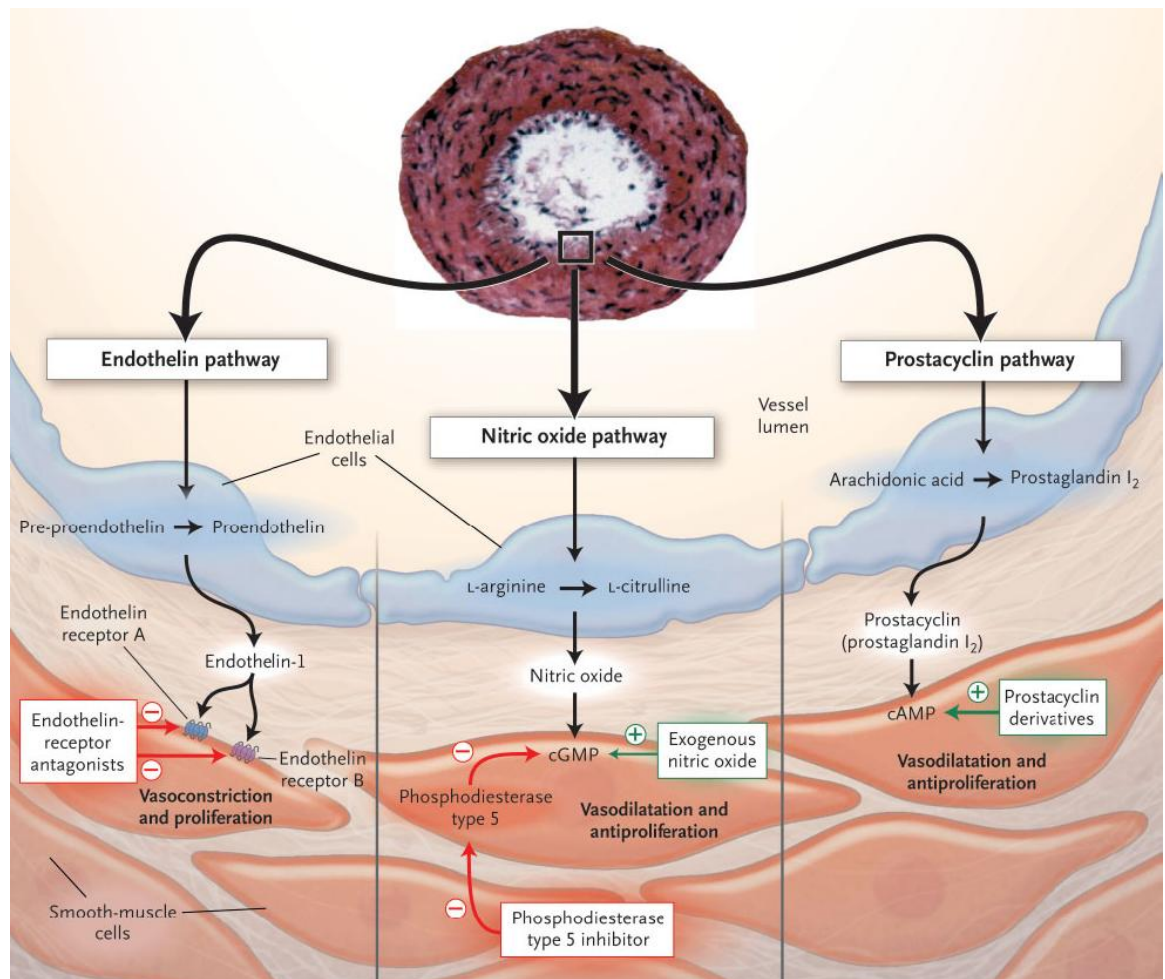 Endothelin pathway
Nitric oxide pathway
Prostacyclin pathway
Vessel
lumen
Endothelial
cells
Pre-proendothelin
Proendothelin
Endothelin
receptor A
Endothelin-1
Endothelin-
receptor
antagonists
−
−
Endothelin
receptor B
Vasoconstriction
and proliferation
Smooth-muscle
cells
L-arginine
L-citrulline
Nitric oxide
cGMP
−
+
Exogenous
nitric oxide
Phosphodiesterase
type 5
Vasodilatation and
antiproliferation
−
Phosphodiesterase
type 5 inhibitor
Arachidonic acid
Prostaglandin I₂
Prostacyclin
(prostaglandin I₂)
cAMP
+
Prostacyclin
derivatives
Vasodilatation and
antiproliferation